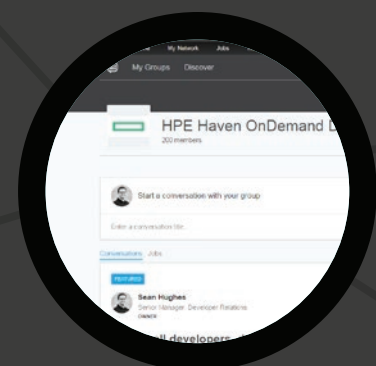 My Network Jobs
My Groups Discover
HPE Haven OnDemand D
200 members
Start a conversation with your group
Enter a conversation title...
Conversations Jobs
FEATURED
Sean Hughes
Senior Manager, Developer Relations
OWNER
all developers,